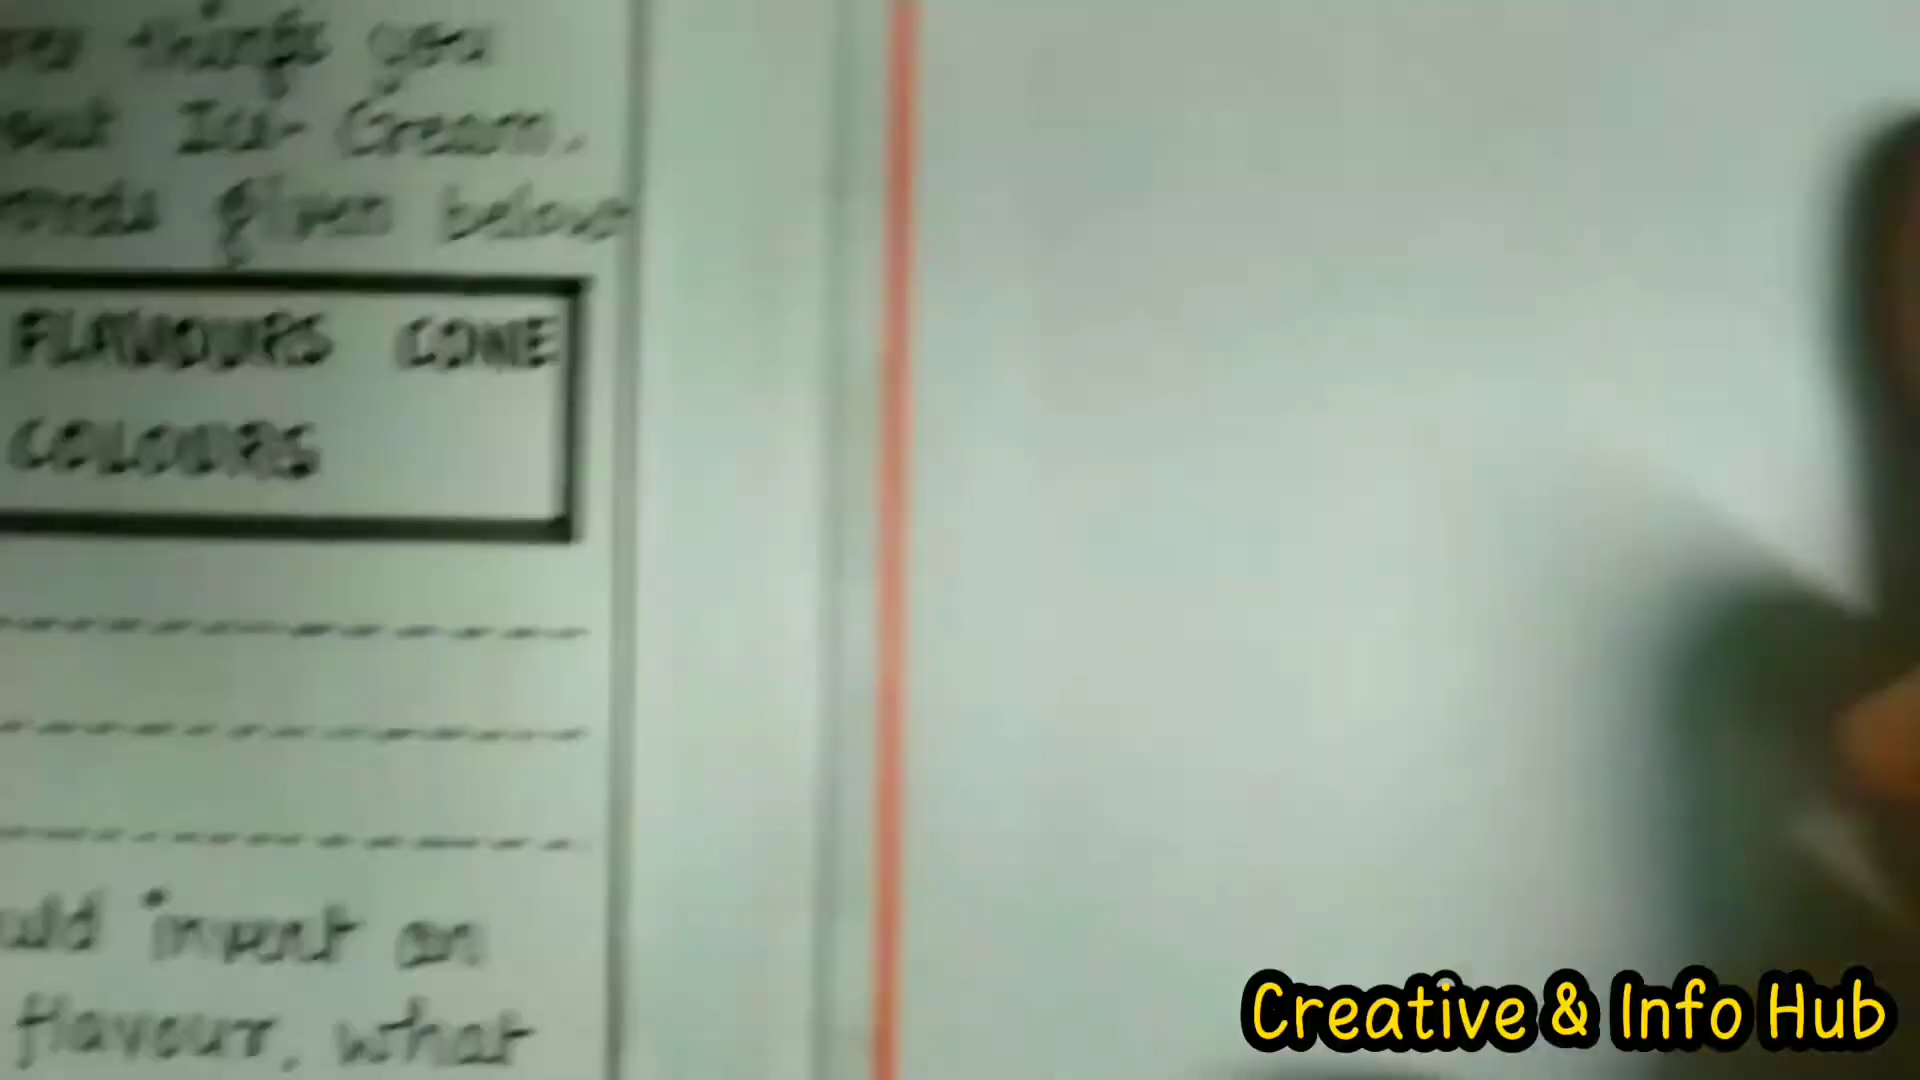 things you
Ice-Cream.
given below
FLAVOURS CONE
COLOURS
invent an
flavour, what
Creative & Info Hub